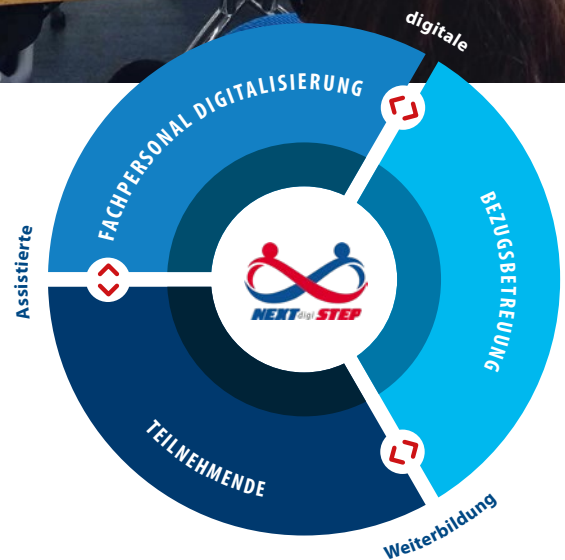 digitale
FACHPERSONAL DIGITALISIERUNG
BEZUGSBETREUUNG
Assistierte
NEXT digi STEP
TEILNEHMENDE
Weiterbildung